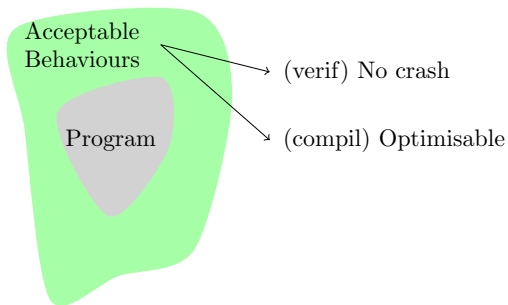 Acceptable
Behaviours
(verif) No crash
Program
(compil) Optimisable